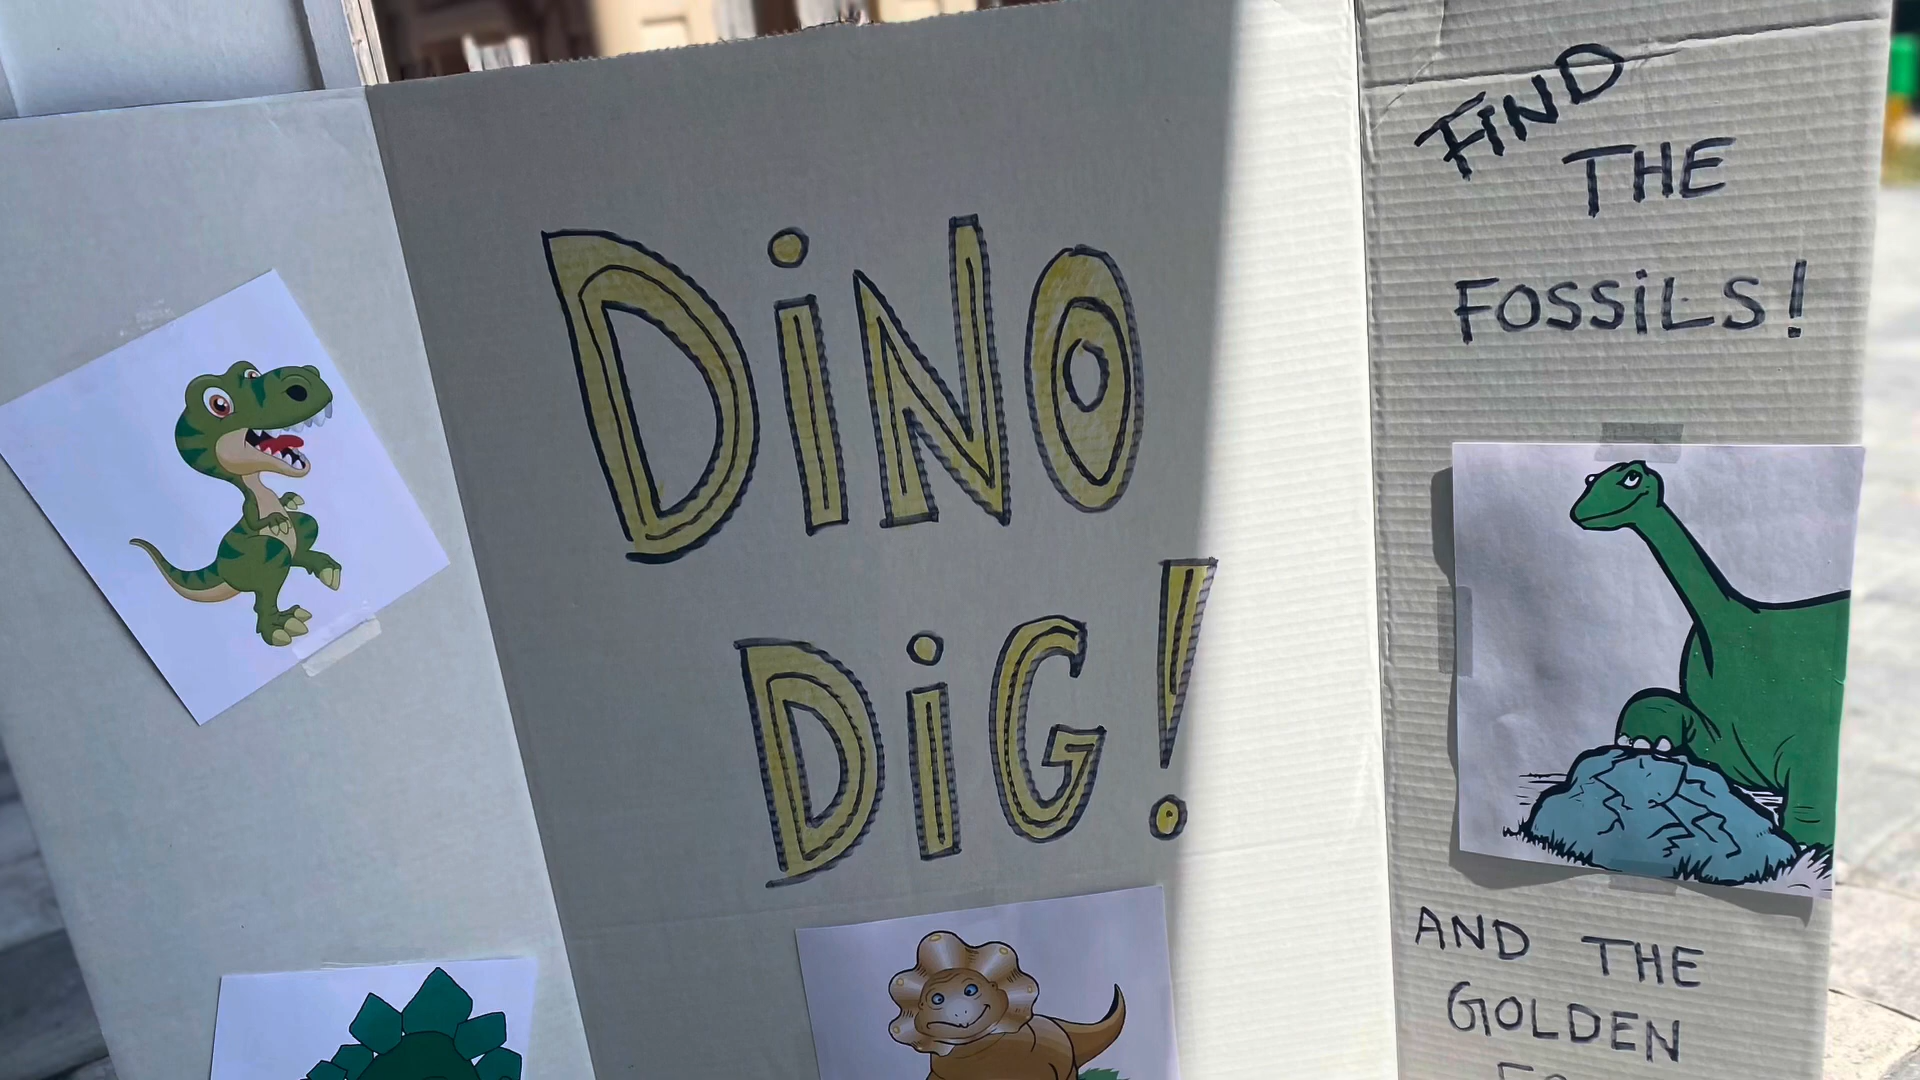 DiNO
DiG!
FIND
THE
FOSSiLS!
AND THE
GOLDEN